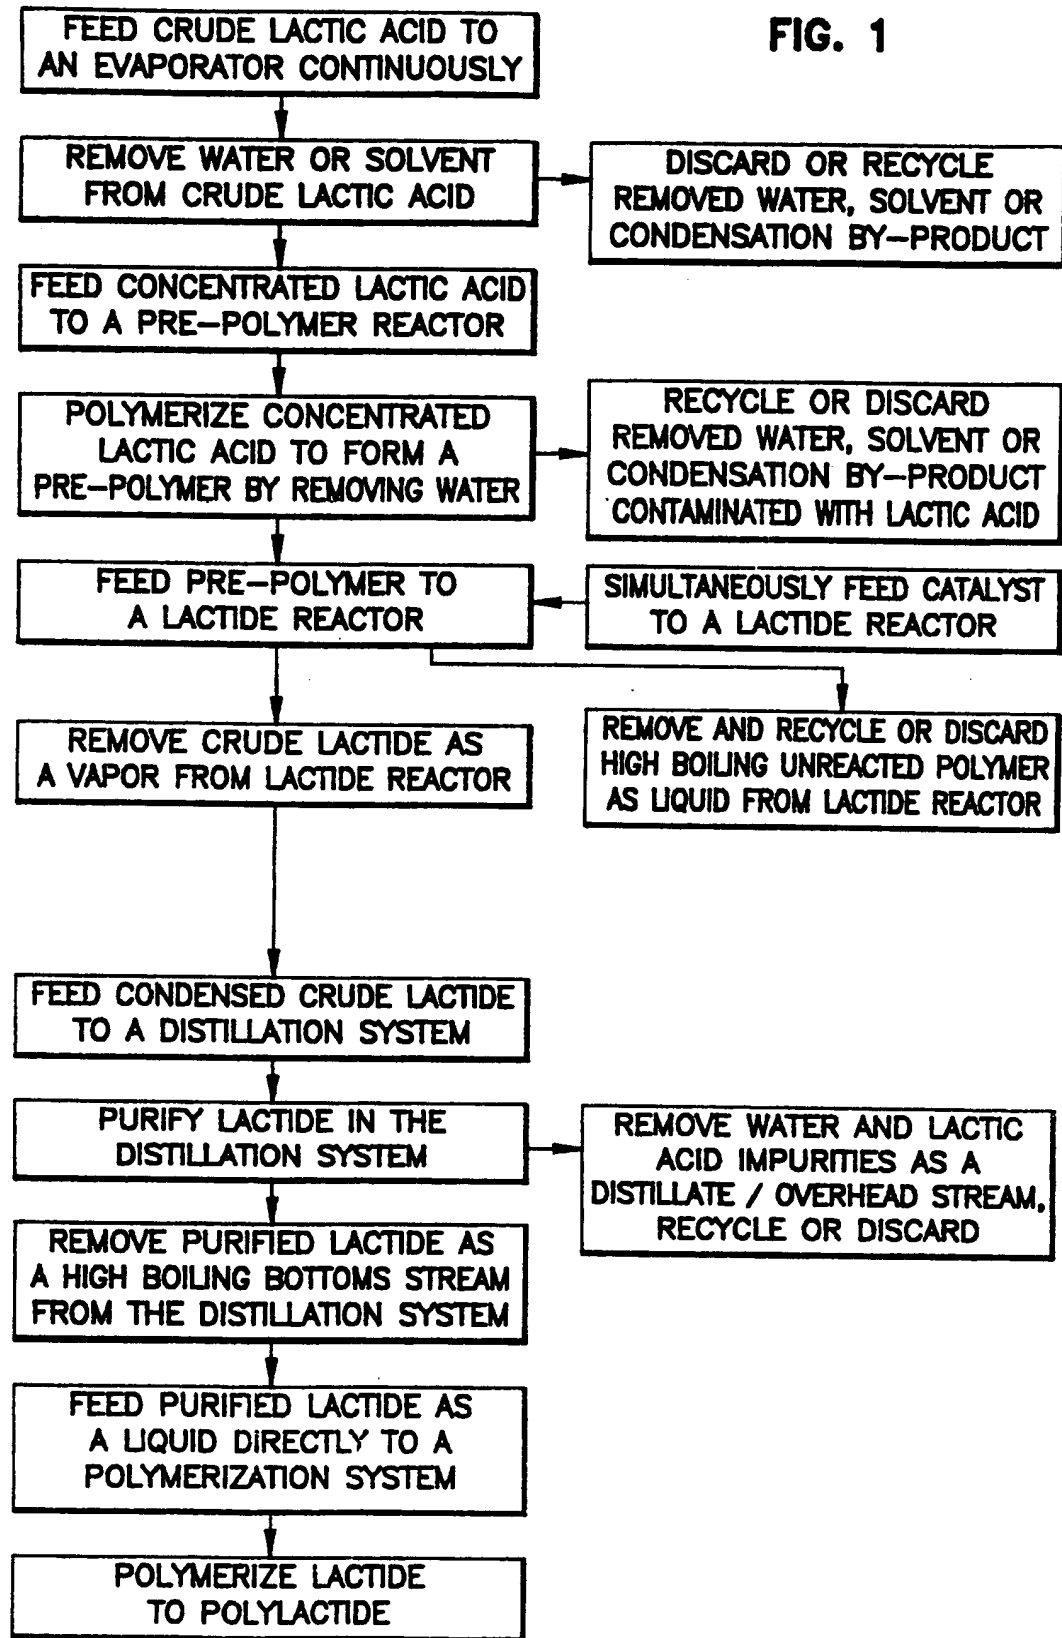 FIG. 1
FEED CRUDE LACTIC ACID TO
AN EVAPORATOR CONTINUOUSLY
REMOVE WATER OR SOLVENT
FROM CRUDE LACTIC ACID
DISCARD OR RECYCLE
REMOVED WATER, SOLVENT OR
CONDENSATION BY-PRODUCT
FEED CONCENTRATED LACTIC ACID
TO A PRE-POLYMER REACTOR
POLYMERIZE CONCENTRATED
LACTIC ACID TO FORM A
PRE-POLYMER BY REMOVING WATER
RECYCLE OR DISCARD
REMOVED WATER, SOLVENT OR
CONDENSATION BY-PRODUCT
CONTAMINATED WITH LACTIC ACID
FEED PRE-POLYMER TO
A LACTIDE REACTOR
SIMULTANEOUSLY FEED CATALYST
TO A LACTIDE REACTOR
REMOVE CRUDE LACTIDE AS
A VAPOR FROM LACTIDE REACTOR
REMOVE AND RECYCLE OR DISCARD
HIGH BOILING UNREACTED POLYMER
AS LIQUID FROM LACTIDE REACTOR
FEED CONDENSED CRUDE LACTIDE
TO A DISTILLATION SYSTEM
PURIFY LACTIDE IN THE
DISTILLATION SYSTEM
REMOVE WATER AND LACTIC
ACID IMPURITIES AS A
DISTILLATE / OVERHEAD STREAM,
RECYCLE OR DISCARD
REMOVE PURIFIED LACTIDE AS
A HIGH BOILING BOTTOMS STREAM
FROM THE DISTILLATION SYSTEM
FEED PURIFIED LACTIDE AS
A LIQUID DIRECTLY TO A
POLYMERIZATION SYSTEM
POLYMERIZE LACTIDE
TO POLYLACTIDE